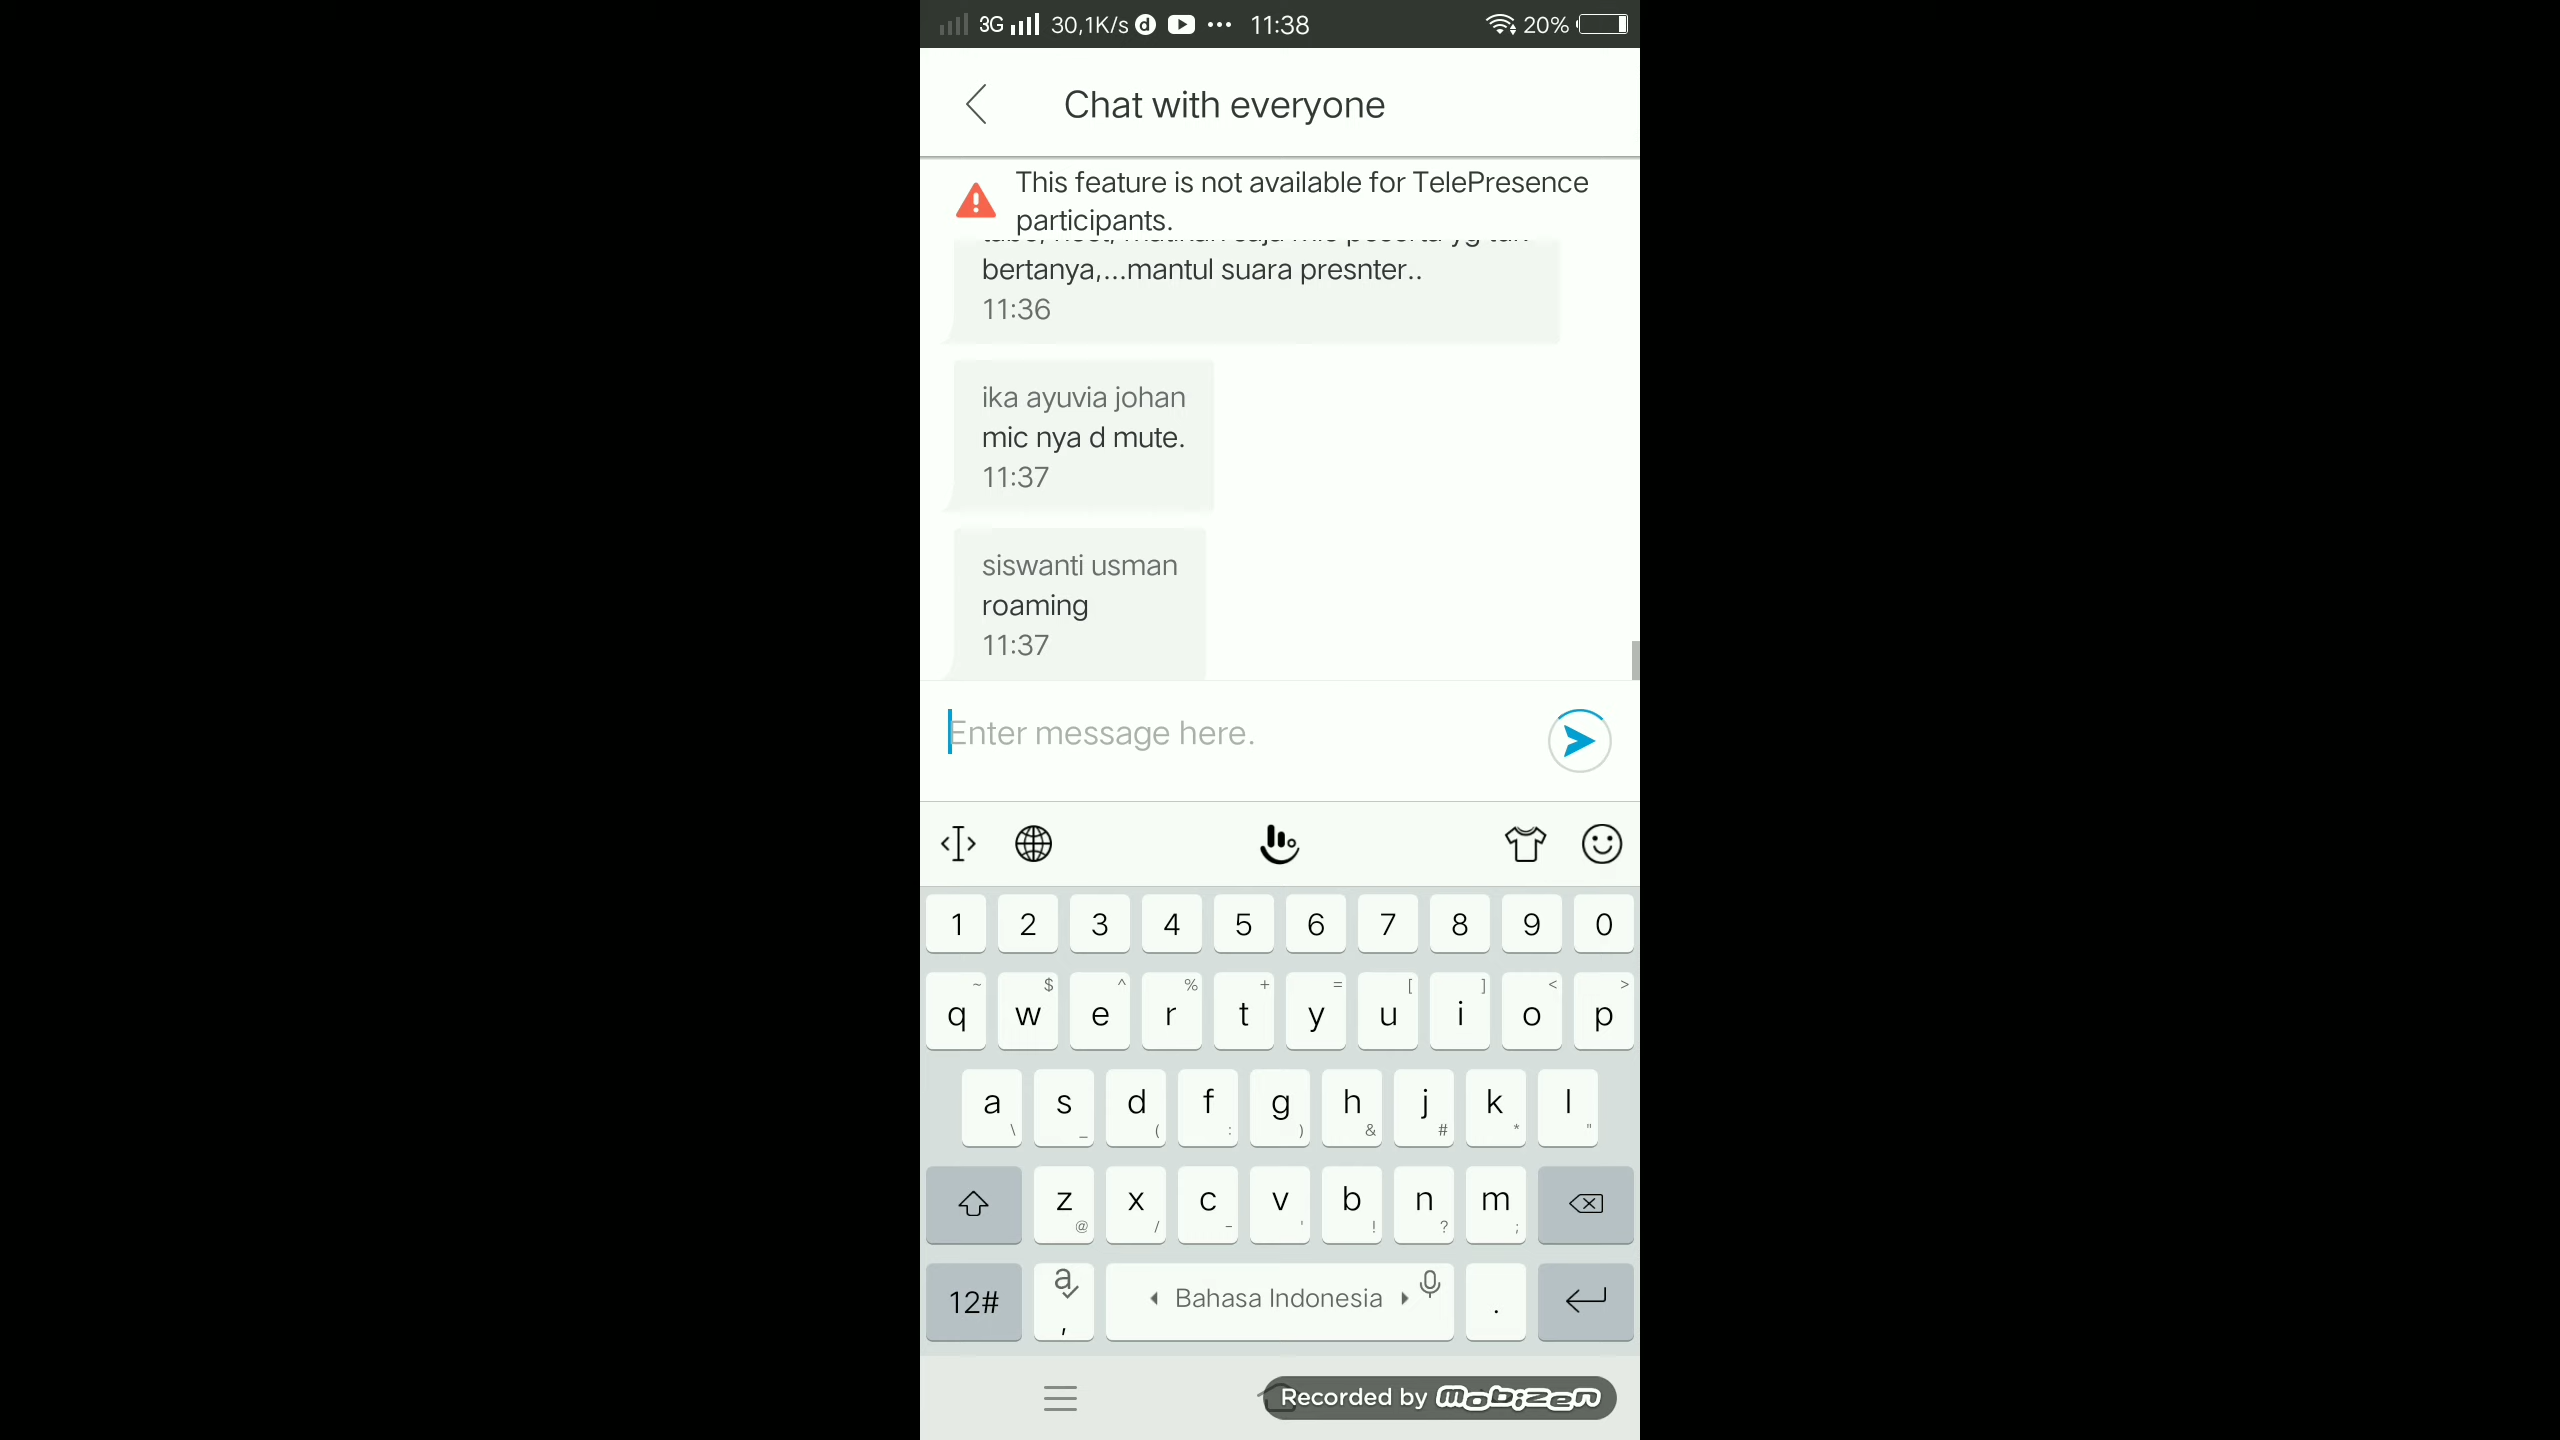 3G 30,1K/s 11:38 20%
Chat with everyone
This feature is not available for TelePresence
participants.
bertanya,...mantul suara presnter..
11:36
ika ayuvia johan
mic nya d mute.
11:37
siswanti usman
roaming
11:37
Enter message here.
1 2 3 4 5 6 7 8 9 0
~ $ ^ % + = [ ] < >
q w e r t y u i o p
a s d f g h j k l
\ _ ( : ) & # * "
z x c v b n m
@ / - ' ! ? ;
12# a , Bahasa Indonesia .
Recorded by mobizen